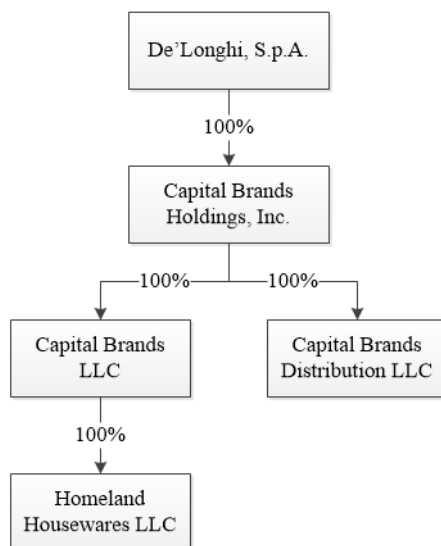 De'Longhi, S.p.A.
100%
Capital Brands
Holdings, Inc.
100%
100%
Capital Brands
LLC
Capital Brands
Distribution LLC
100%
Homeland
Housewares LLC